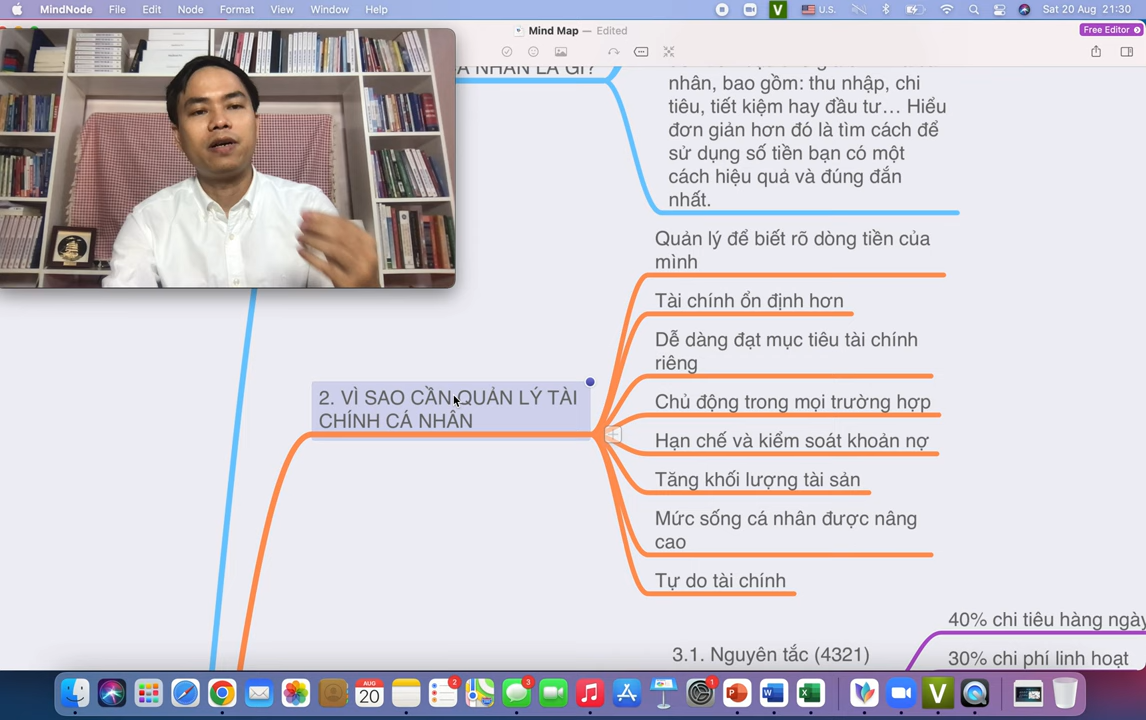 MindNode File Edit Node Format View Window Help
V U.S. Sat 20 Aug 21:30
Mind Map — Edited
Free Editor
NHÂN LÀ GÌ?
nhân, bao gồm: thu nhập, chi
tiêu, tiết kiệm hay đầu tư… Hiểu
đơn giản hơn đó là tìm cách để
sử dụng số tiền bạn có một
cách hiệu quả và đúng đắn
nhất.
Quản lý để biết rõ dòng tiền của
mình
Tài chính ổn định hơn
Dễ dàng đạt mục tiêu tài chính
riêng
2. VÌ SAO CẦN QUẢN LÝ TÀI
CHÍNH CÁ NHÂN
Chủ động trong mọi trường hợp
Hạn chế và kiểm soát khoản nợ
Tăng khối lượng tài sản
Mức sống cá nhân được nâng
cao
Tự do tài chính
3.1. Nguyên tắc (4321)
40% chi tiêu hàng ngày
30% chi phí linh hoạt
AUG
20
2
3
1
P
W
X
V